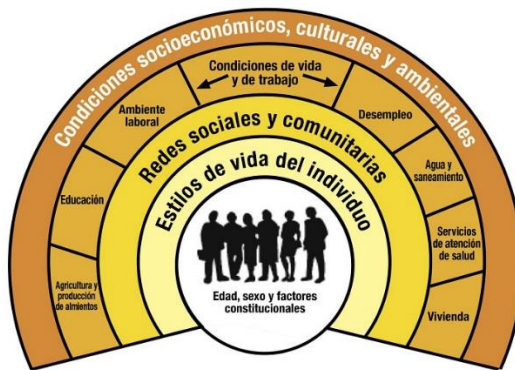 Condiciones socioeconómicos, culturales y ambientales
Condiciones de vida
y de trabajo
Ambiente
laboral
Desempleo
Redes sociales y comunitarias
Agua y
saneamiento
Estilos de vida del individuo
Educación
Servicios
de atención
de salud
Agricultura y
producción
de almientos
Vivienda
Edad, sexo y factores
constitucionales